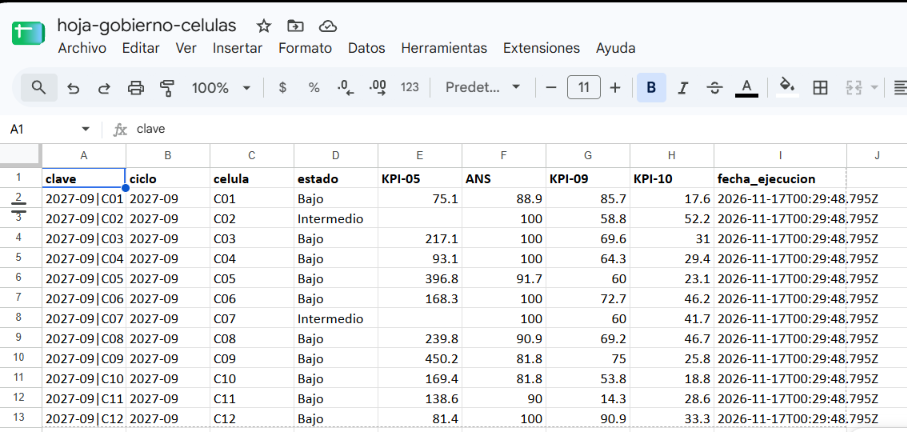 hoja-gobierno-celulas
Archivo Editar Ver Insertar Formato Datos Herramientas Extensiones Ayuda
100% $ % .0 .00 123 Predet... − 11 + B I S A
A1 fx clave
A B C D E F G H I J
1 clave ciclo celula estado KPI-05 ANS KPI-09 KPI-10 fecha_ejecucion
2 2027-09|C01 2027-09 C01 Bajo 75.1 88.9 85.7 17.6 2026-11-17T00:29:48.795Z
3 2027-09|C02 2027-09 C02 Intermedio 100 58.8 52.2 2026-11-17T00:29:48.795Z
4 2027-09|C03 2027-09 C03 Bajo 217.1 100 69.6 31 2026-11-17T00:29:48.795Z
5 2027-09|C04 2027-09 C04 Bajo 93.1 100 64.3 29.4 2026-11-17T00:29:48.795Z
6 2027-09|C05 2027-09 C05 Bajo 396.8 91.7 60 23.1 2026-11-17T00:29:48.795Z
7 2027-09|C06 2027-09 C06 Bajo 168.3 100 72.7 46.2 2026-11-17T00:29:48.795Z
8 2027-09|C07 2027-09 C07 Intermedio 100 60 41.7 2026-11-17T00:29:48.795Z
9 2027-09|C08 2027-09 C08 Bajo 239.8 90.9 69.2 46.7 2026-11-17T00:29:48.795Z
10 2027-09|C09 2027-09 C09 Bajo 450.2 81.8 75 25.8 2026-11-17T00:29:48.795Z
11 2027-09|C10 2027-09 C10 Bajo 169.4 81.8 53.8 18.8 2026-11-17T00:29:48.795Z
12 2027-09|C11 2027-09 C11 Bajo 138.6 90 14.3 28.6 2026-11-17T00:29:48.795Z
13 2027-09|C12 2027-09 C12 Bajo 81.4 100 90.9 33.3 2026-11-17T00:29:48.795Z